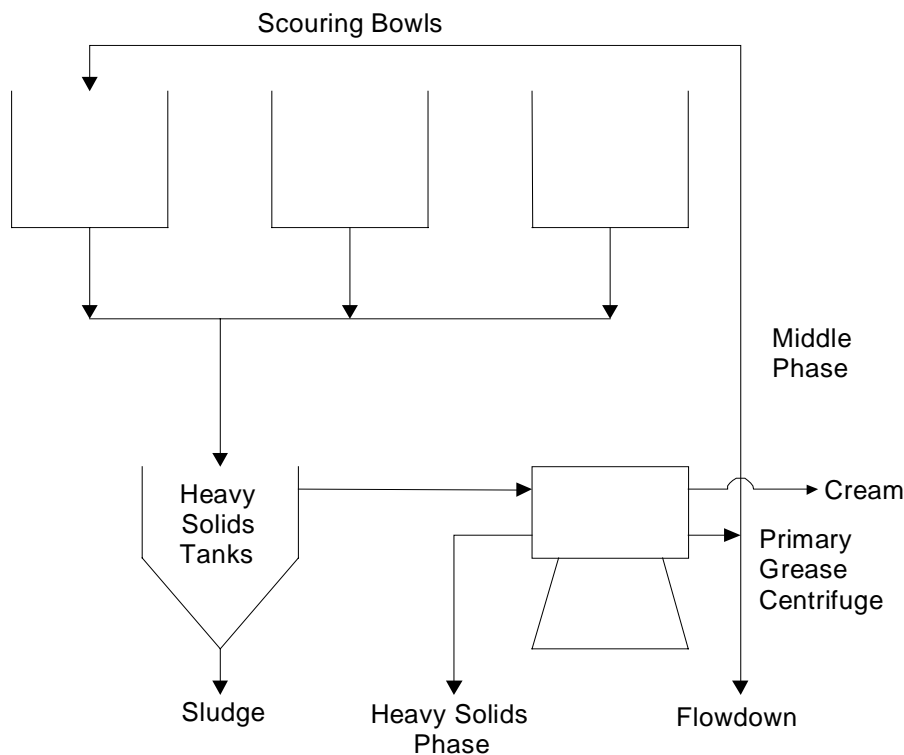 Scouring Bowls
Middle
Phase
Heavy
Solids
Tanks
Cream
Primary
Grease
Centrifuge
Sludge
Heavy Solids
Phase
Flowdown